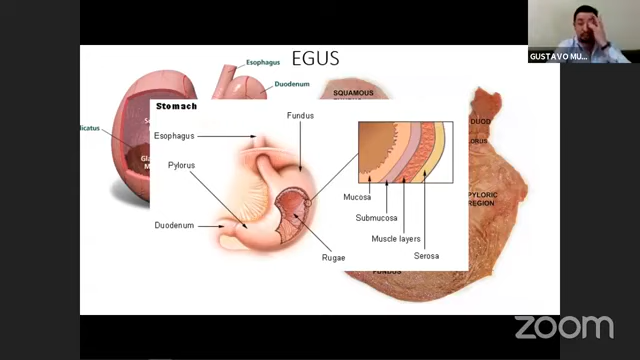 EGUS
GUSTAVO MU...
Esophagus
Duodenum
SQUAMOUS
Stomach
Fundus
DUOD
Esophagus
Pylorus
PYLORIC
REGION
Mucosa
Submucosa
Duodenum
Muscle layers
Rugae
Serosa
FUNDUS
zoom